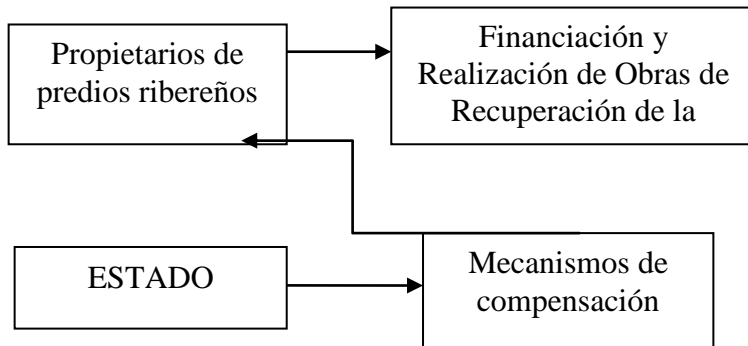 Propietarios de
predios ribereños
Financiación y
Realización de Obras de
Recuperación de la
ESTADO
Mecanismos de
compensación